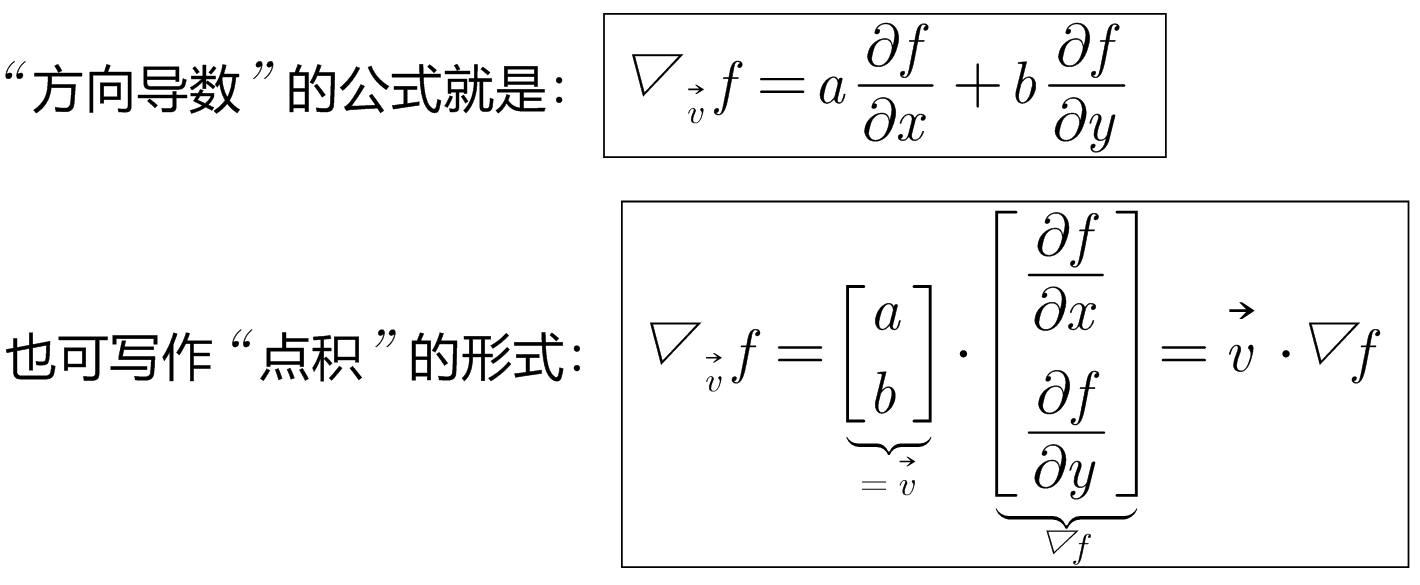 “方向导数”的公式就是: $\nabla_{\vec{v}} f = a \frac{\partial f}{\partial x} + b \frac{\partial f}{\partial y}$
也可写作“点积”的形式: $\nabla_{\vec{v}} f = \underbrace{\begin{bmatrix} a \\ b \end{bmatrix}}_{= \vec{v}} \cdot \underbrace{\begin{bmatrix} \frac{\partial f}{\partial x} \\ \frac{\partial f}{\partial y} \end{bmatrix}}_{\nabla f} = \vec{v} \cdot \nabla f$